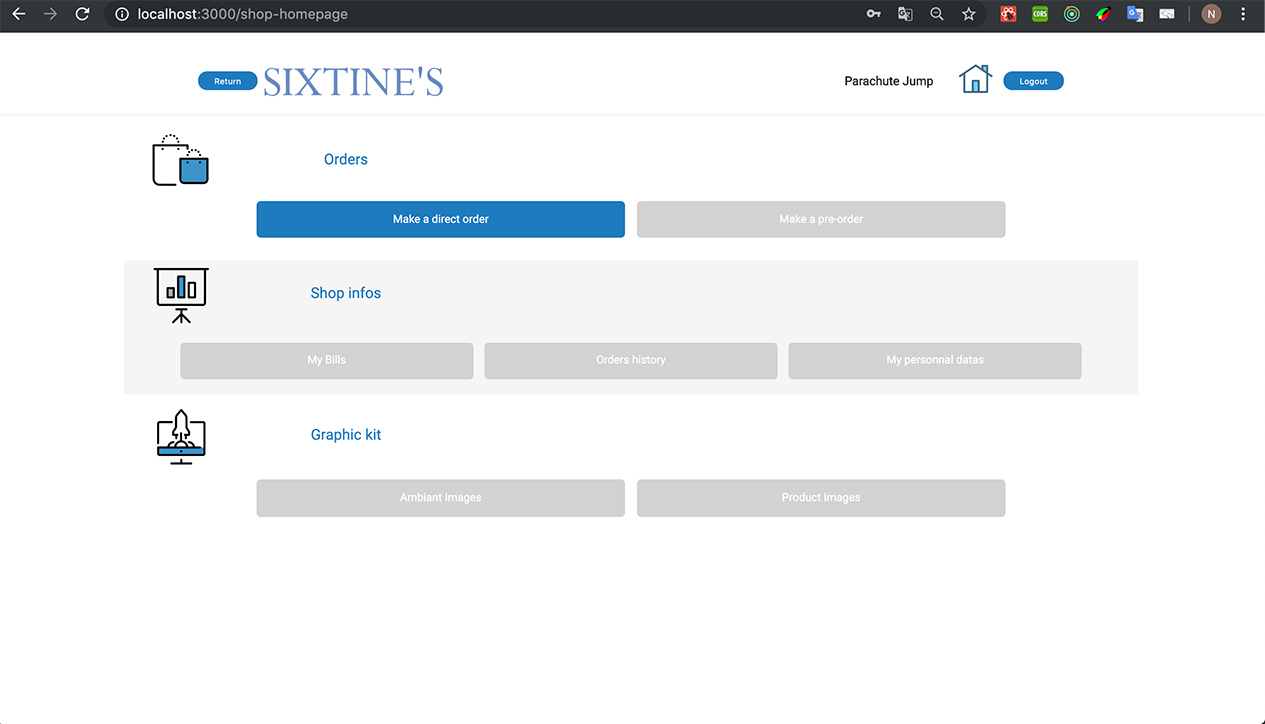 localhost:3000/shop-homepage
CORS
N
Return SIXTINE'S Parachute Jump Logout
Orders
Make a direct order Make a pre-order
Shop infos
My Bills Orders history My personnal datas
Graphic kit
Ambiant Images Product Images